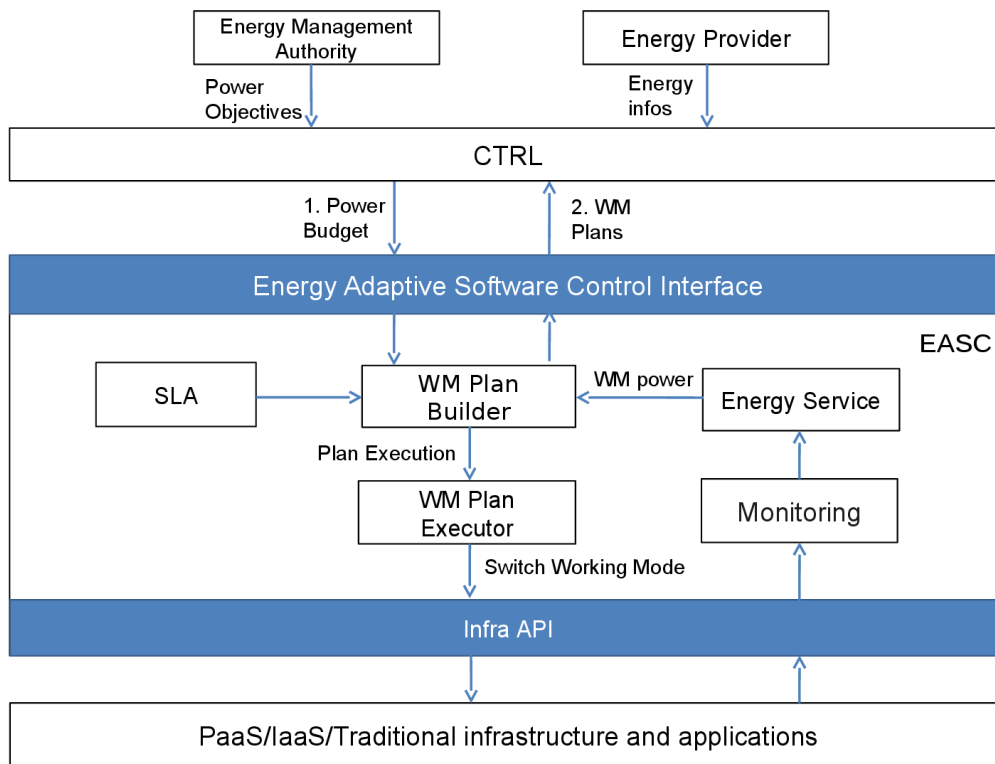 Energy Management
Authority
Energy Provider
Power
Objectives
Energy
infos
CTRL
1. Power
Budget
2. WM
Plans
Energy Adaptive Software Control Interface
EASC
SLA
WM Plan
Builder
WM power
Energy Service
Plan Execution
WM Plan
Executor
Monitoring
Switch Working Mode
Infra API
PaaS/IaaS/Traditional infrastructure and applications